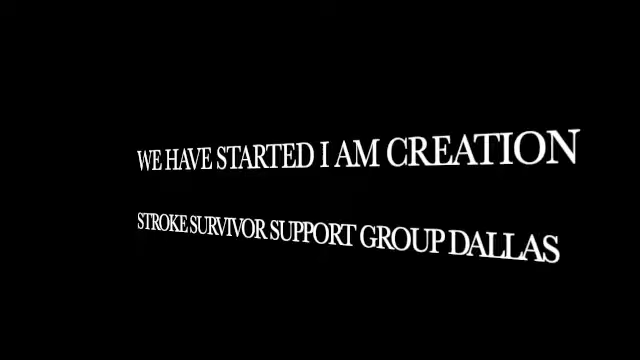 WE HAVE STARTED I AM CREATION
STROKE SURVIVOR SUPPORT GROUP DALLAS